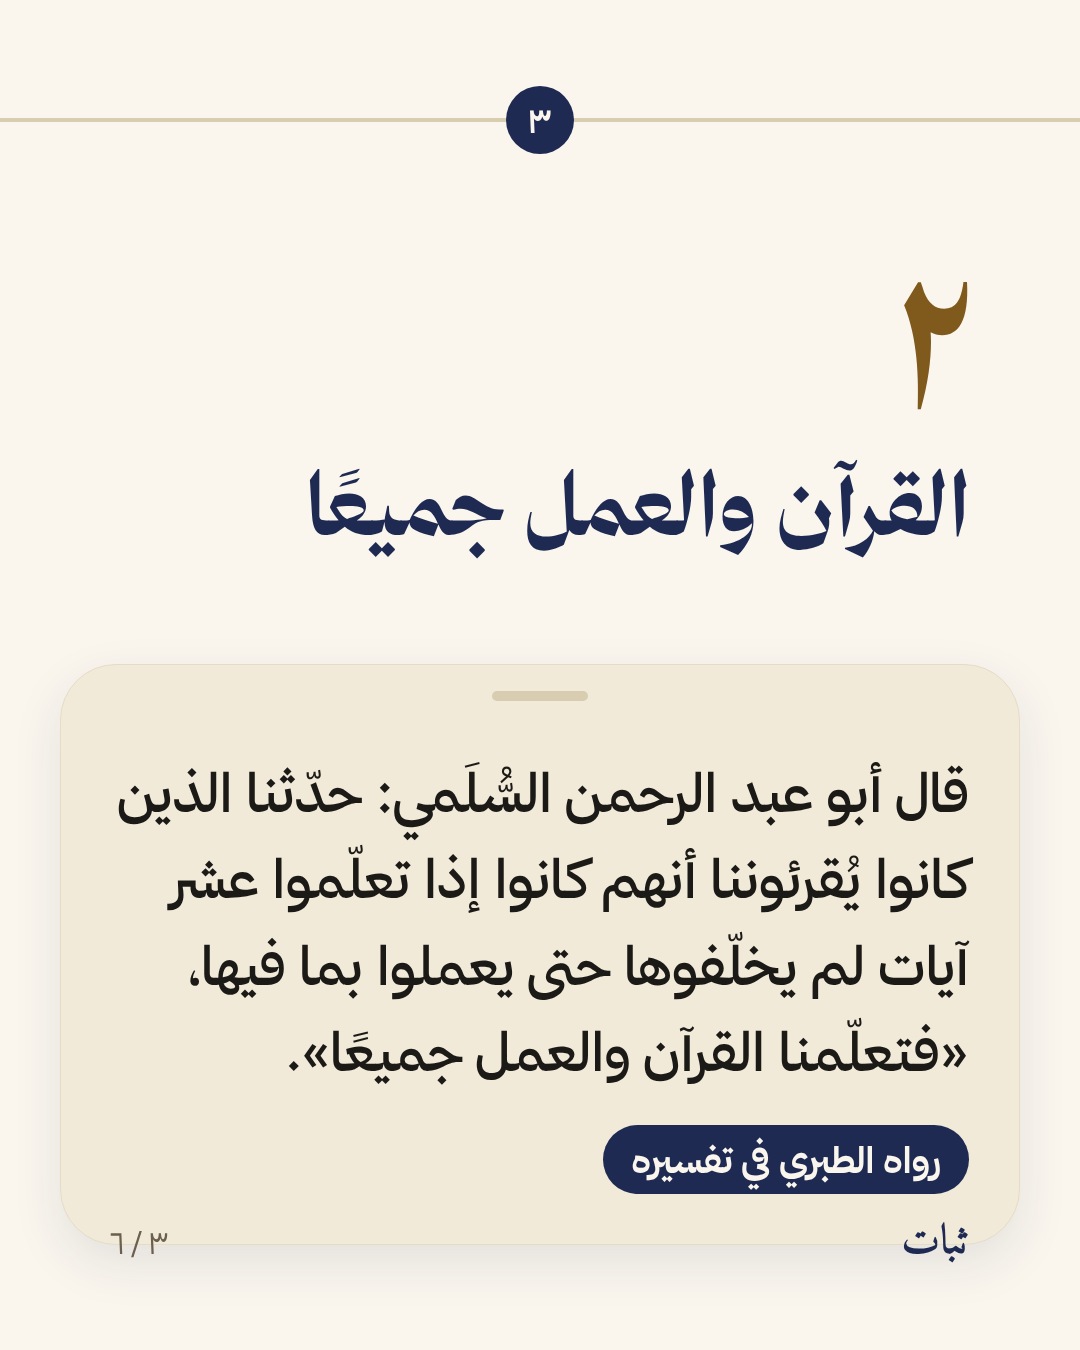 ٣
٢
القرآن والعمل جميعًا
قال أبو عبد الرحمن السُّلَمي: حدّثنا الذين
كانوا يُقرئوننا أنهم كانوا إذا تعلّموا عشر
آيات لم يخلّفوها حتى يعملوا بما فيها،
«فتعلّمنا القرآن والعمل جميعًا».
رواه الطبري في تفسيره
ثبات
٣ / ٦